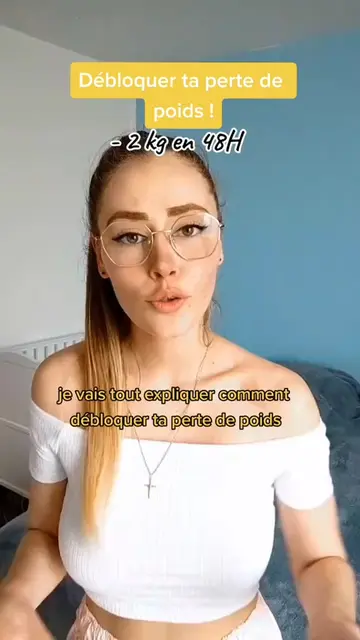 Débloquer ta perte de
poids !
- 2 kg en 48H
je vais tout expliquer comment
débloquer ta perte de poids